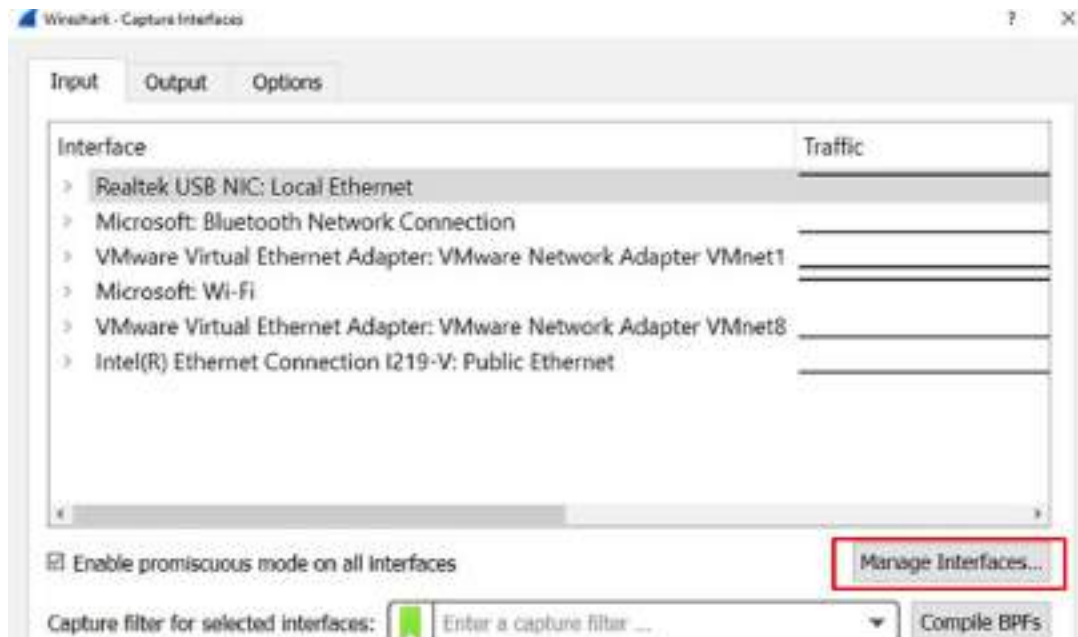 Wireshark - Capture Interfaces ? ×
Input Output Options
Interface Traffic
Realtek USB NIC: Local Ethernet
Microsoft: Bluetooth Network Connection
VMware Virtual Ethernet Adapter: VMware Network Adapter VMnet1
Microsoft: Wi-Fi
VMware Virtual Ethernet Adapter: VMware Network Adapter VMnet8
Intel(R) Ethernet Connection I219-V: Public Ethernet
Enable promiscuous mode on all interfaces Manage Interfaces...
Capture filter for selected interfaces: Enter a capture filter ... Compile BPFs